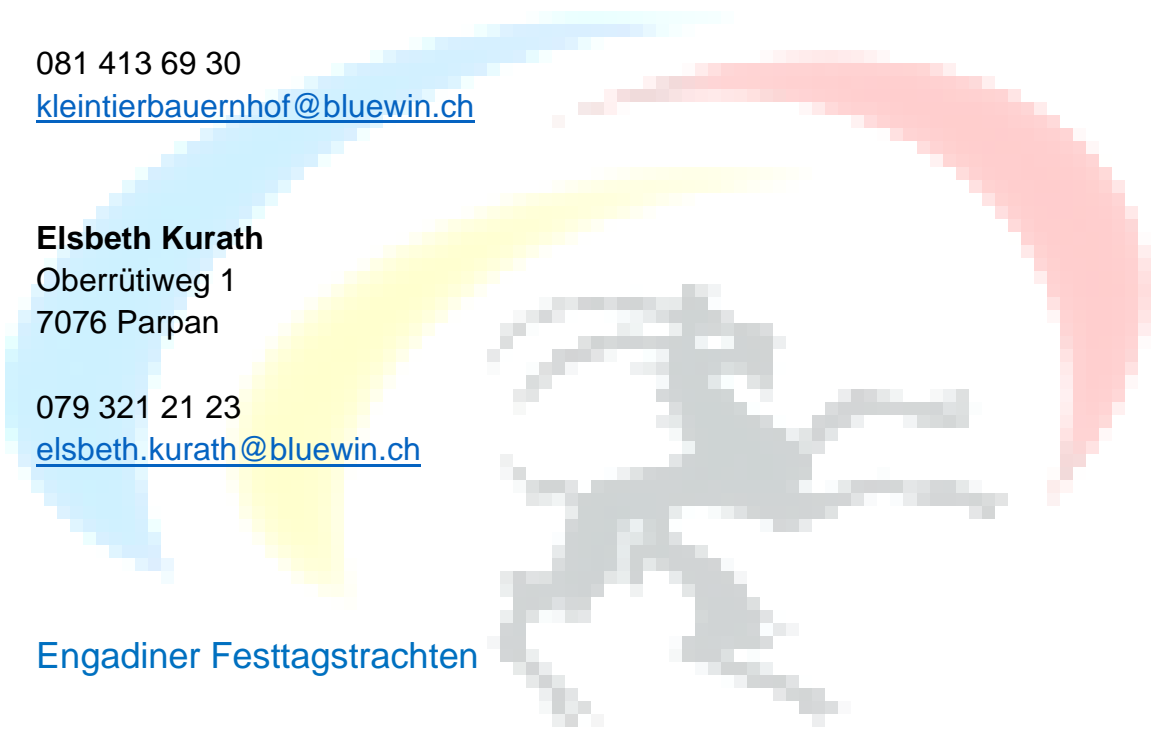 081 413 69 30
kleintierbauernhof@bluewin.ch
Elsbeth Kurath
Oberrütiweg 1
7076 Parpan
079 321 21 23
elsbeth.kurath@bluewin.ch
Engadiner Festtagstrachten